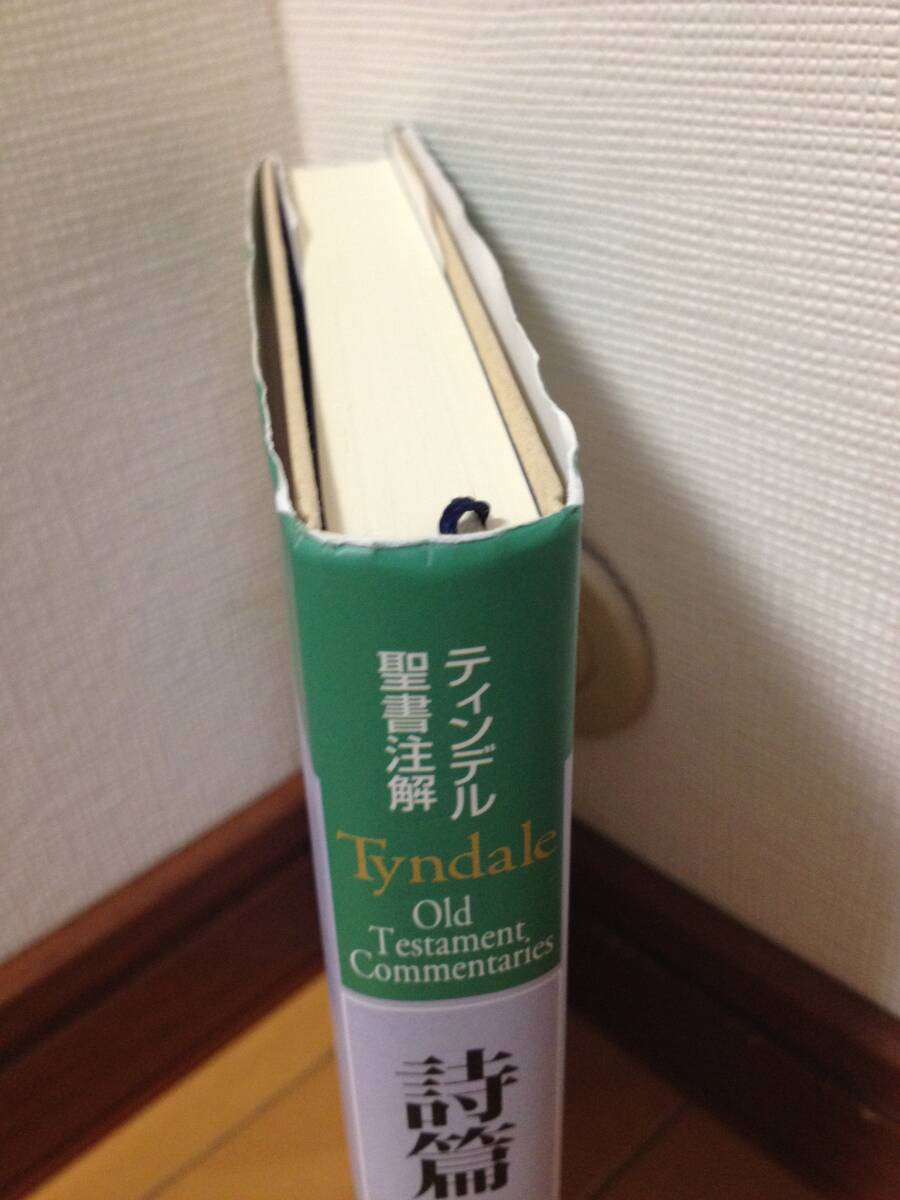 ティンデル
聖書注解
Tyndale
Old
Testament
Commentaries
詩篇